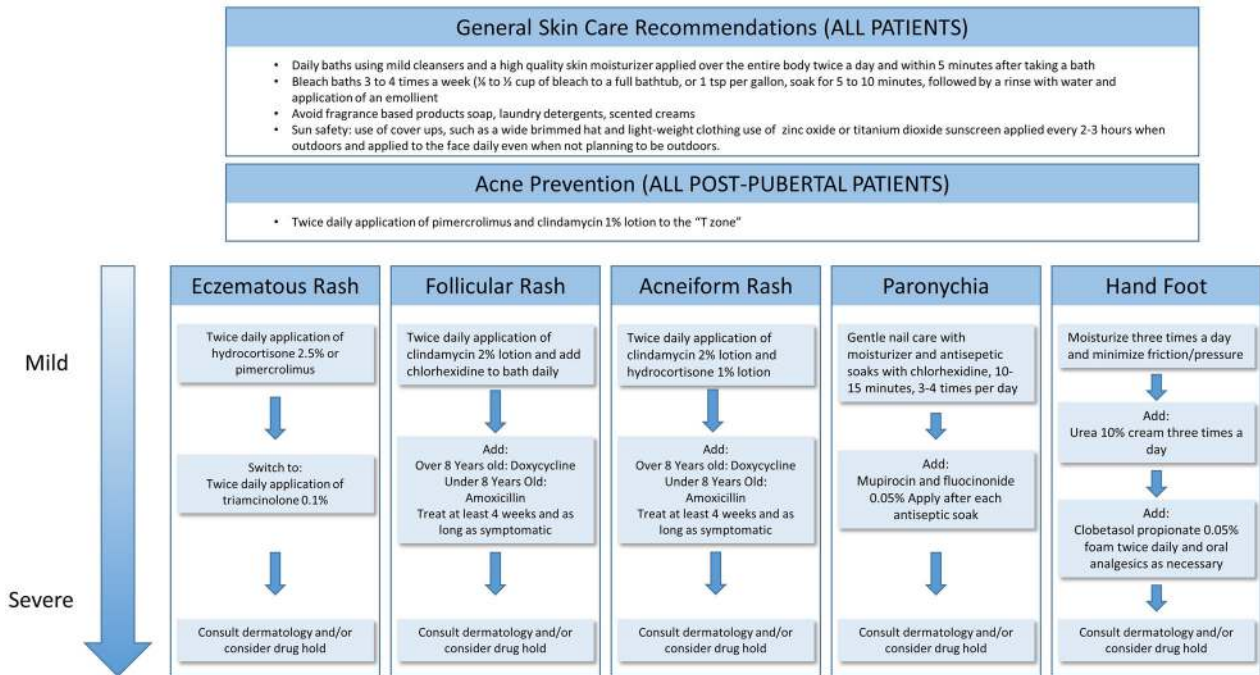 General Skin Care Recommendations (ALL PATIENTS)
• Daily baths using mild cleansers and a high quality skin moisturizer applied over the entire body twice a day and within 5 minutes after taking a bath
• Bleach baths 3 to 4 times a week (¼ to ½ cup of bleach to a full bathtub, or 1 tsp per gallon, soak for 5 to 10 minutes, followed by a rinse with water and
application of an emollient
• Avoid fragrance based products soap, laundry detergents, scented creams
• Sun safety: use of cover ups, such as a wide brimmed hat and light-weight clothing use of zinc oxide or titanium dioxide sunscreen applied every 2-3 hours when
outdoors and applied to the face daily even when not planning to be outdoors.
Acne Prevention (ALL POST-PUBERTAL PATIENTS)
• Twice daily application of pimercrolimus and clindamycin 1% lotion to the “T zone”
Mild
Severe
Eczematous Rash
Twice daily application of
hydrocortisone 2.5% or
pimercrolimus
Switch to:
Twice daily application of
triamcinolone 0.1%
Consult dermatology and/or
consider drug hold
Follicular Rash
Twice daily application of
clindamycin 2% lotion and add
chlorhexidine to bath daily
Add:
Over 8 Years old: Doxycycline
Under 8 Years Old:
Amoxicillin
Treat at least 4 weeks and as
long as symptomatic
Consult dermatology and/or
consider drug hold
Acneiform Rash
Twice daily application of
clindamycin 2% lotion and
hydrocortisone 1% lotion
Add:
Over 8 Years old: Doxycycline
Under 8 Years Old:
Amoxicillin
Treat at least 4 weeks and as
long as symptomatic
Consult dermatology and/or
consider drug hold
Paronychia
Gentle nail care with
moisturizer and antiseptic
soaks with chlorhexidine, 10-
15 minutes, 3-4 times per day
Add:
Mupirocin and fluocinonide
0.05% Apply after each
antiseptic soak
Consult dermatology and/or
consider drug hold
Hand Foot
Moisturize three times a day
and minimize friction/pressure
Add:
Urea 10% cream three times a
day
Add:
Clobetasol propionate 0.05%
foam twice daily and oral
analgesics as necessary
Consult dermatology and/or
consider drug hold